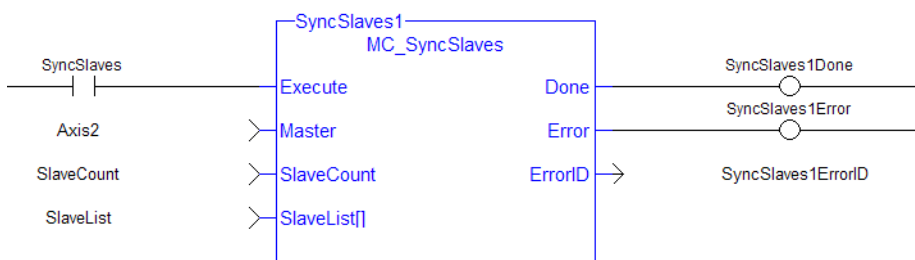 SyncSlaves1
MC_SyncSlaves
SyncSlaves
SyncSlaves1Done
Execute
Done
SyncSlaves1Error
Axis2
Master
Error
SlaveCount
SlaveCount
ErrorID
SyncSlaves1ErrorID
SlaveList
SlaveList[]